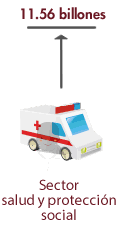 11.56 billones
Sector
salud y protección
social